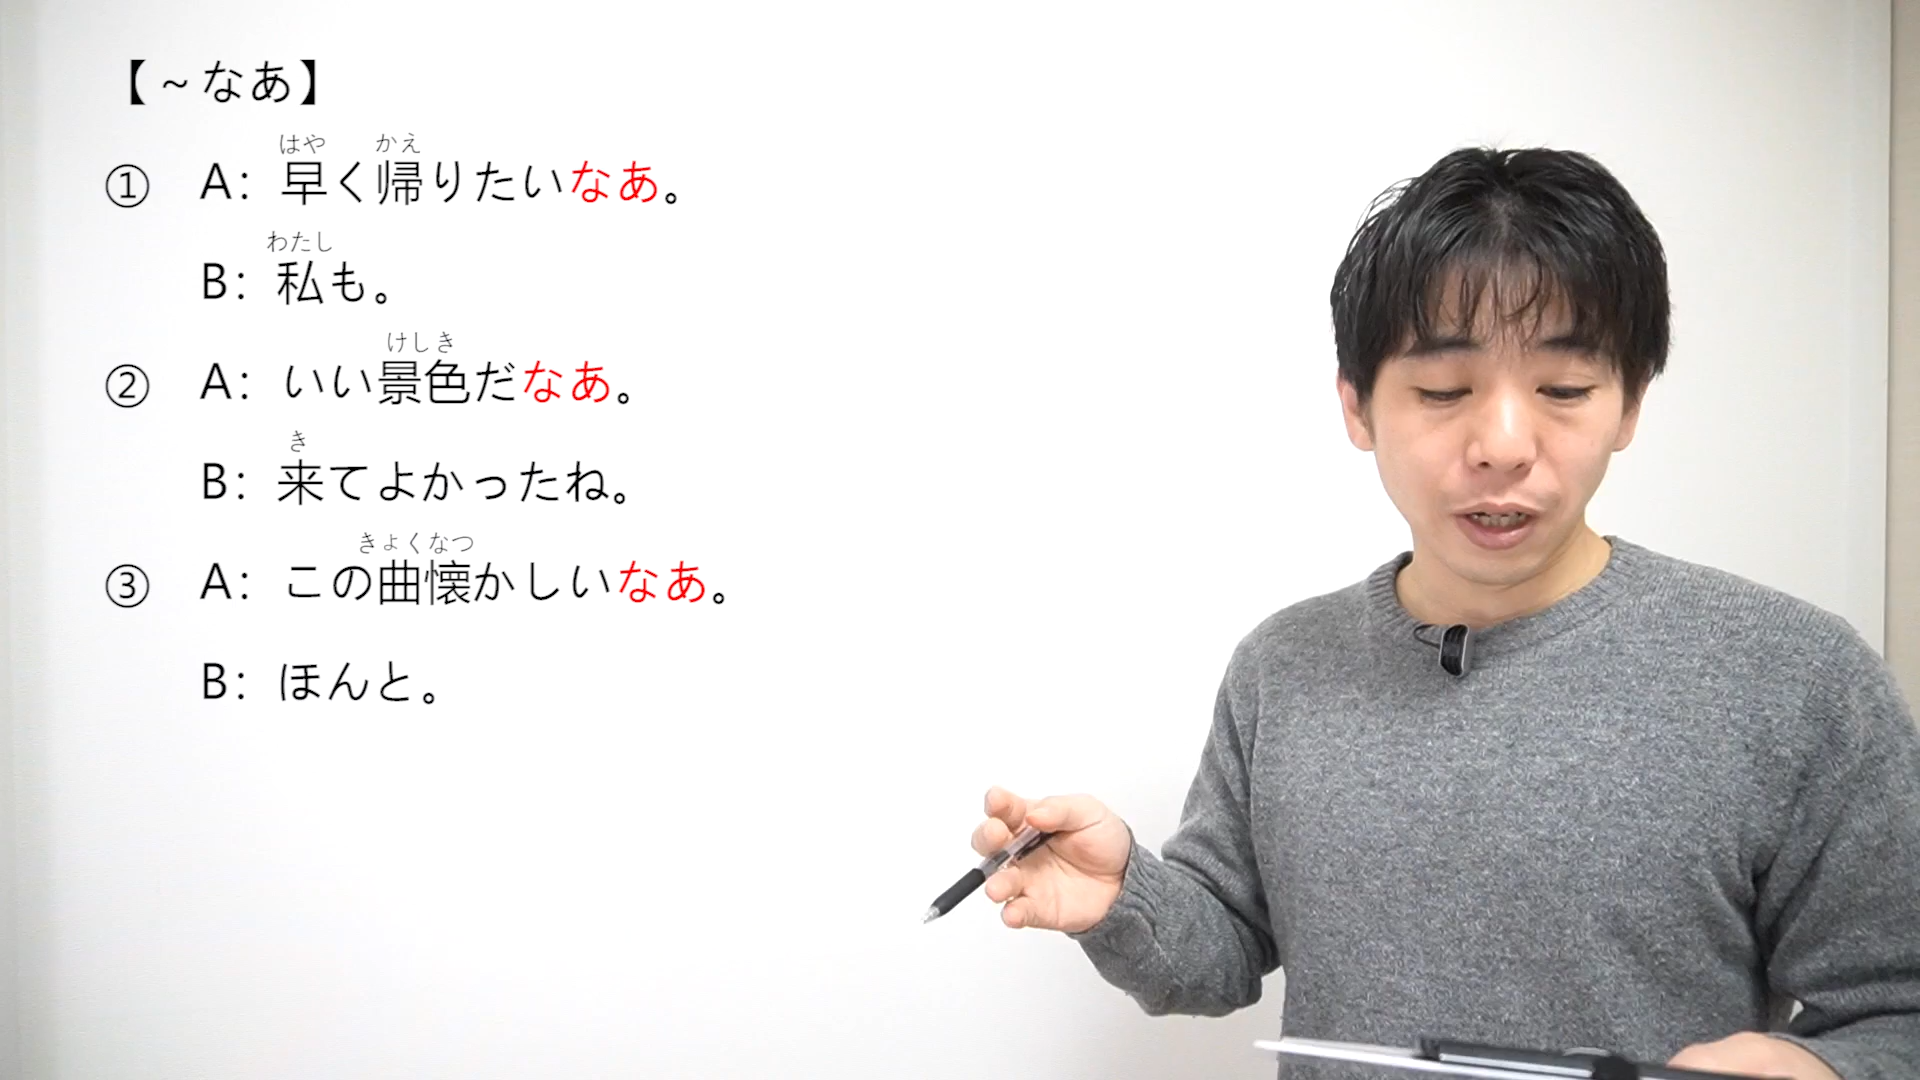 【～なあ】
はや かえ
① A: 早く帰りたいなあ。
わたし
B: 私も。
けしき
② A: いい景色だなあ。
き
B: 来てよかったね。
きょくなつ
③ A: この曲懐かしいなあ。
B: ほんと。